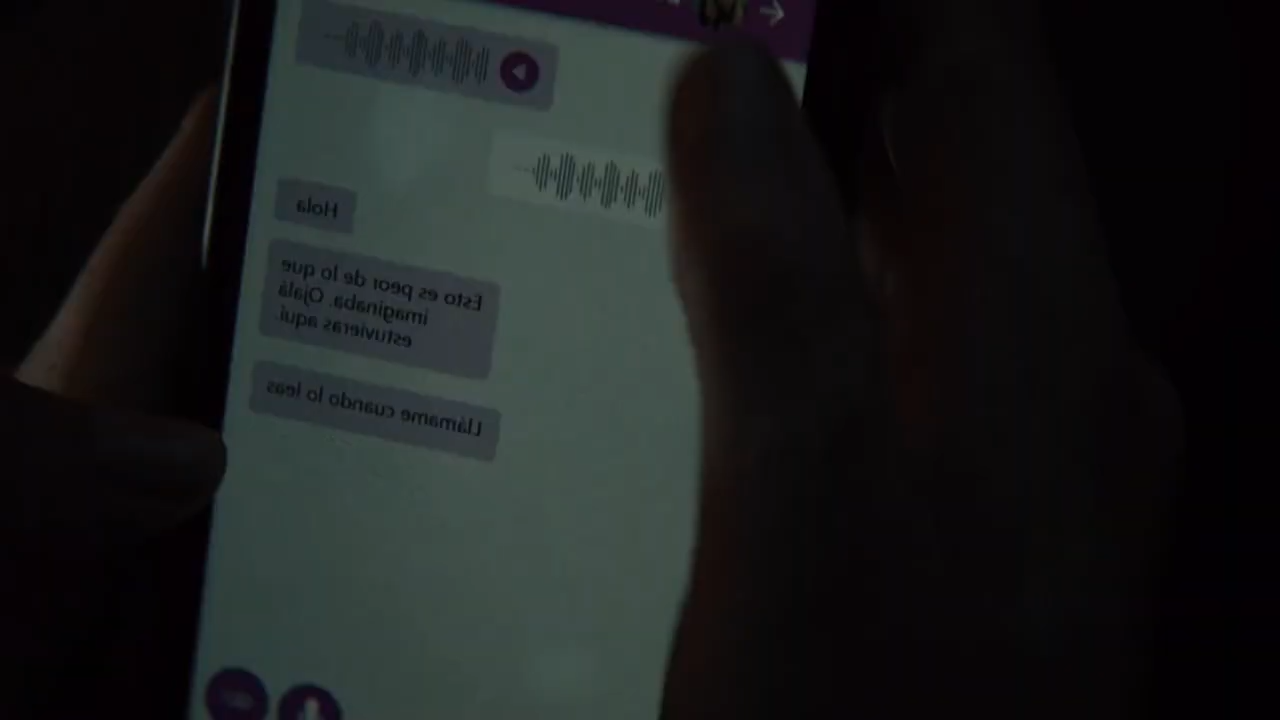 Hola
Esto es peor de lo que
imaginaba. Ojalá
estuvieras aquí.
Llámame cuando lo leas